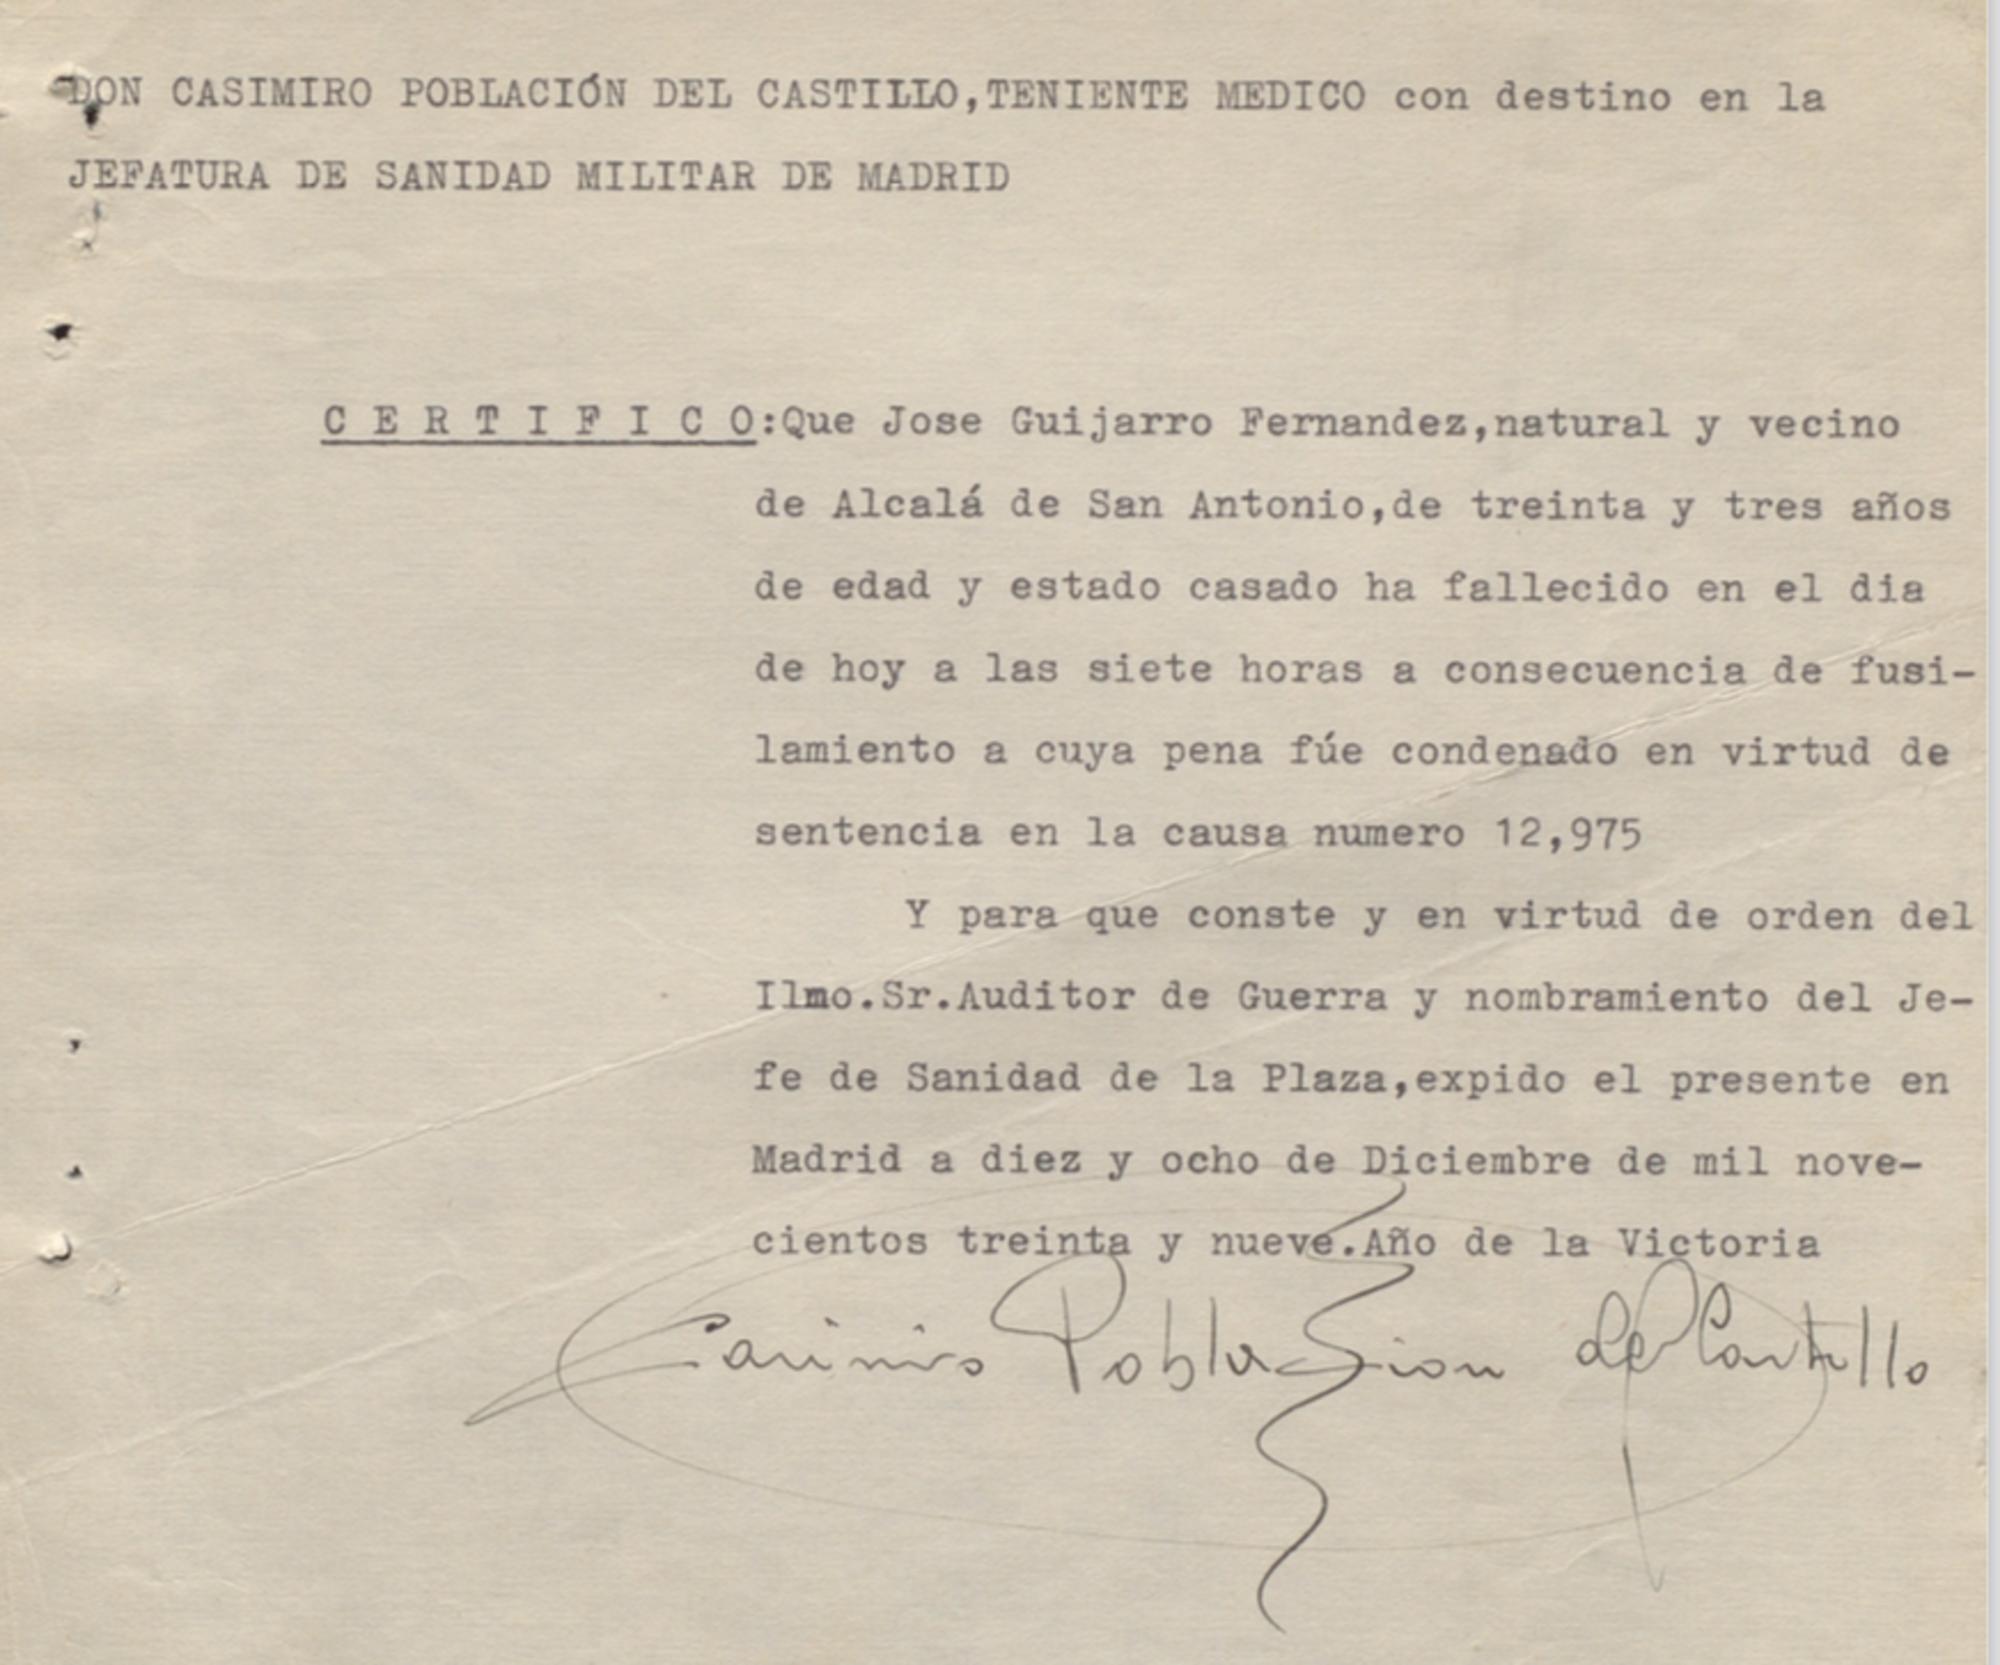 DON CASIMIRO POBLACIÓN DEL CASTILLO,TENIENTE MEDICO con destino en la
JEFATURA DE SANIDAD MILITAR DE MADRID
C E R T I F I C O:Que Jose Guijarro Fernandez,natural y vecino
de Alcalá de San Antonio,de treinta y tres años
de edad y estado casado ha fallecido en el dia
de hoy a las siete horas a consecuencia de fusi-
lamiento a cuya pena fúe condenado en virtud de
sentencia en la causa numero 12,975
Y para que conste y en virtud de orden del
Ilmo.Sr.Auditor de Guerra y nombramiento del Je-
fe de Sanidad de la Plaza,expido el presente en
Madrid a diez y ocho de Diciembre de mil nove-
cientos treinta y nueve.Año de la Victoria
Casimiro Población del Castillo